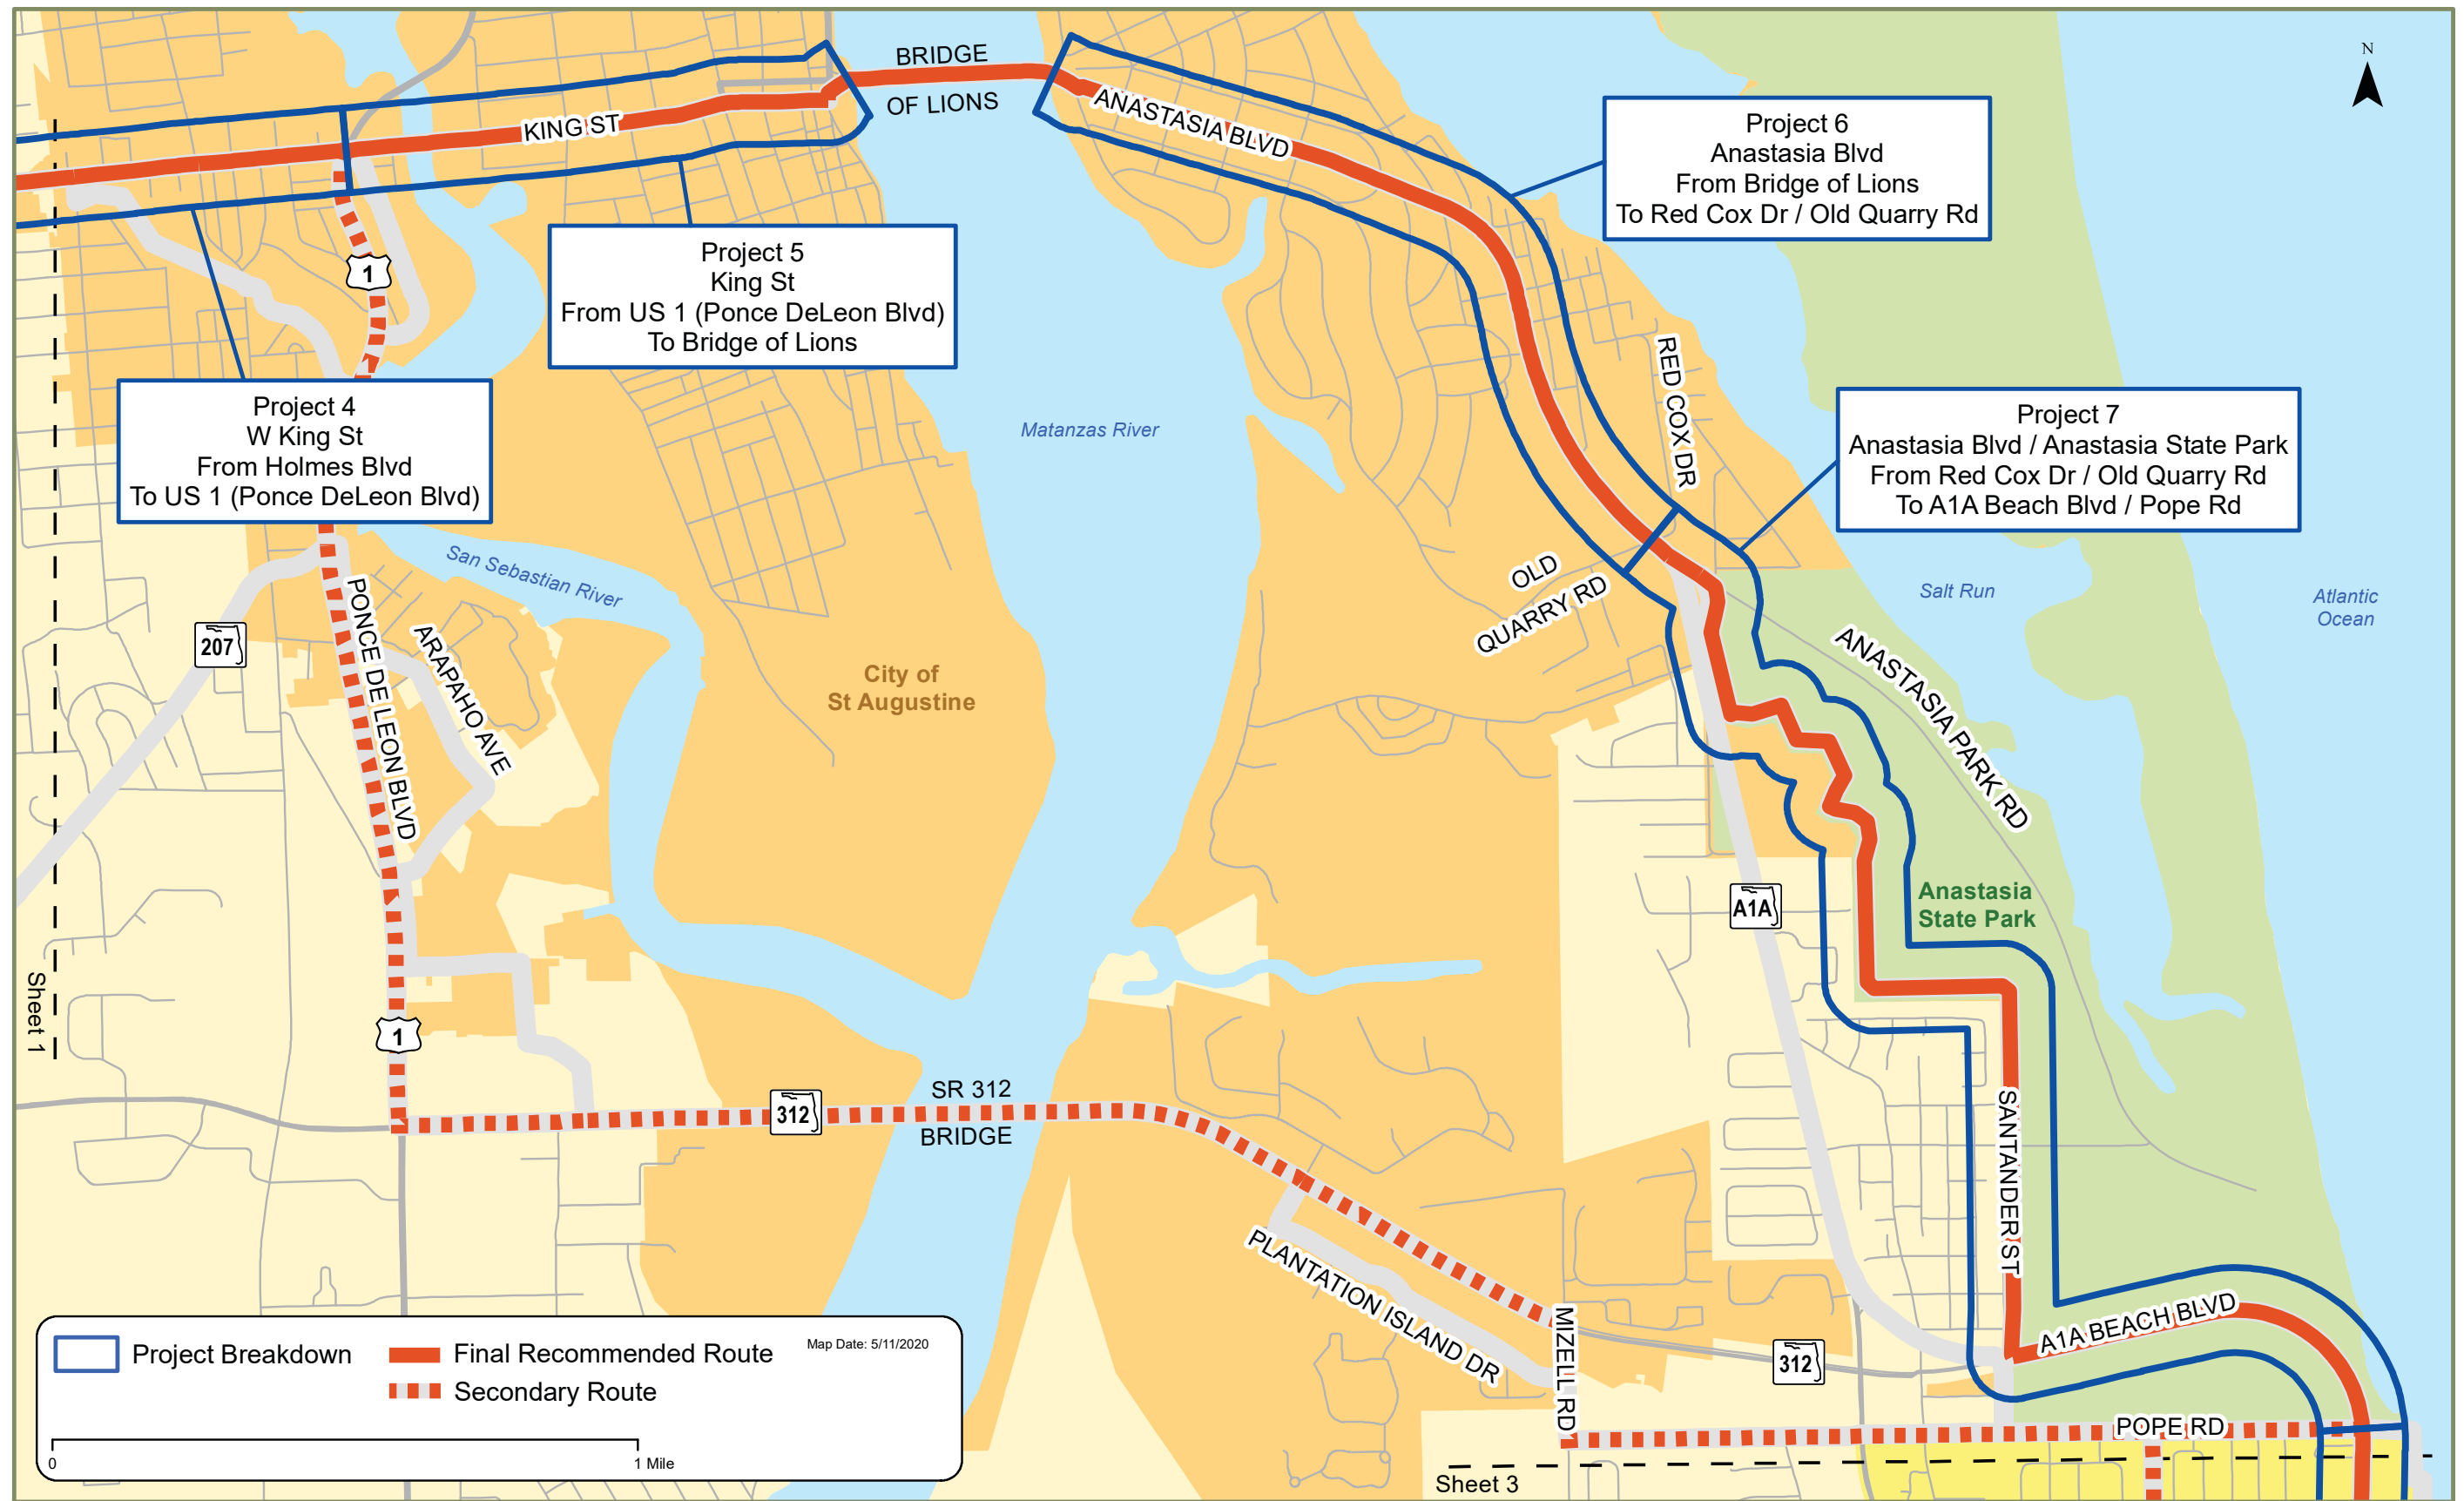 N
BRIDGE
OF LIONS
KING ST
ANASTASIA BLVD
Project 6
Anastasia Blvd
From Bridge of Lions
To Red Cox Dr / Old Quarry Rd
Project 5
King St
From US 1 (Ponce DeLeon Blvd)
To Bridge of Lions
1
Project 4
W King St
From Holmes Blvd
To US 1 (Ponce DeLeon Blvd)
Matanzas River
RED COX DR
Project 7
Anastasia Blvd / Anastasia State Park
From Red Cox Dr / Old Quarry Rd
To A1A Beach Blvd / Pope Rd
San Sebastian River
OLD
QUARRY RD
Salt Run
Atlantic
Ocean
207
PONCE DE LEON BLVD
ARAPAHO AVE
City of
St Augustine
ANASTASIA PARK RD
A1A
Anastasia
State Park
Sheet 1
1
312
SR 312
BRIDGE
SANTANDER ST
PLANTATION ISLAND DR
MIZELL RD
312
A1A BEACH BLVD
POPE RD
Sheet 3
Project Breakdown
Final Recommended Route
Secondary Route
Map Date: 5/11/2020
0
1 Mile